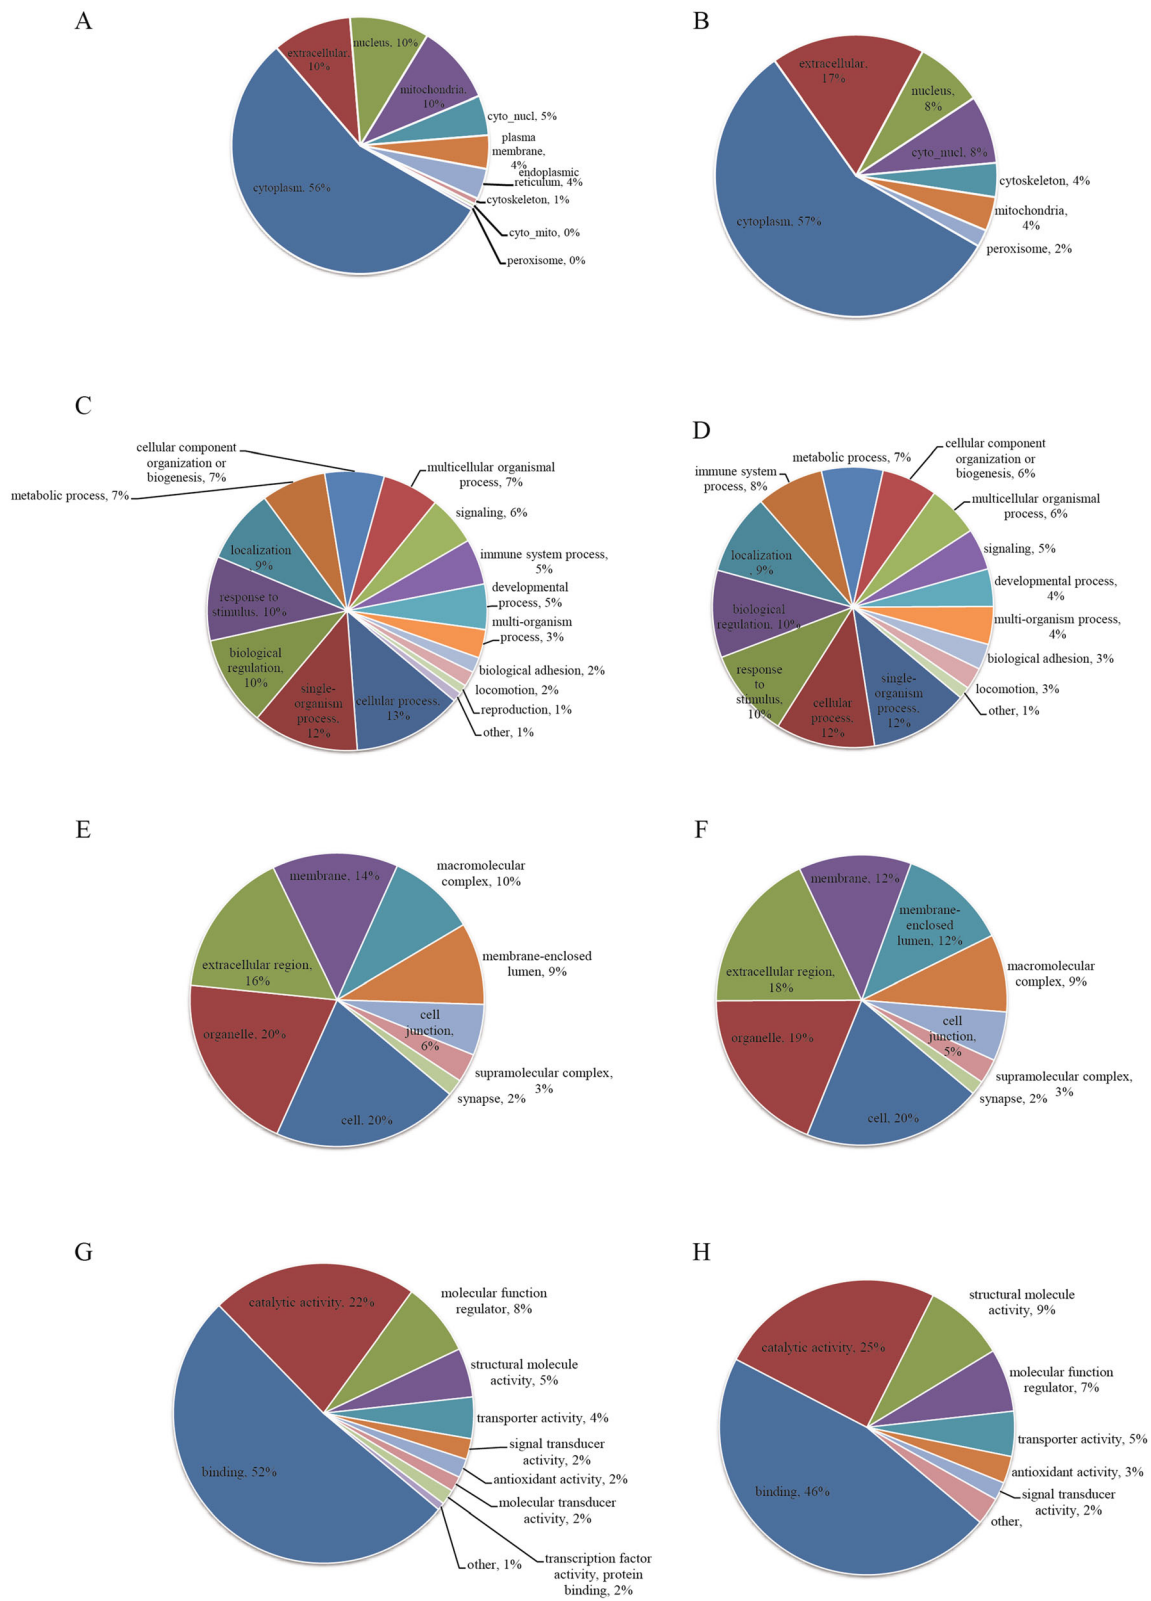 A
nucleus, 10%
extracellular,
10%
mitochondria,
10%
cyto_nucl, 5%
plasma
membrane,
4%
endoplasmic
reticulum, 4%
cytoskeleton, 1%
cyto_mito, 0%
peroxisome, 0%
cytoplasm, 56%
B
extracellular,
17%
nucleus,
8%
cyto_nucl, 8%
cytoskeleton, 4%
mitochondria,
4%
peroxisome, 2%
cytoplasm, 57%
C
cellular component
organization or
biogenesis, 7%
metabolic process, 7%
multicellular organismal
process, 7%
signaling, 6%
immune system process,
5%
developmental
process, 5%
multi-organism
process, 3%
biological adhesion, 2%
locomotion, 2%
reproduction, 1%
other, 1%
localization
, 9%
response to
stimulus, 10%
biological
regulation,
10%
single-
organism
process,
12%
cellular process,
13%
D
cellular component
organization or
biogenesis, 6%
metabolic process, 7%
immune system
process, 8%
multicellular organismal
process, 6%
signaling, 5%
developmental process,
4%
multi-organism process,
4%
biological adhesion, 3%
locomotion, 3%
other, 1%
localization
, 9%
biological
regulation, 10%
response
to
stimulus,
10%
cellular
process,
12%
single-
organism
process,
12%
E
membrane, 14%
macromolecular
complex, 10%
membrane-enclosed
lumen, 9%
cell
junction,
6%
supramolecular complex,
3%
synapse, 2%
extracellular region,
16%
organelle, 20%
cell, 20%
F
membrane, 12%
membrane-
enclosed
lumen, 12%
macromolecular
complex, 9%
cell
junction,
5%
supramolecular complex,
3%
synapse, 2%
extracellular region,
18%
organelle, 19%
cell, 20%
G
catalytic activity, 22%
molecular function
regulator, 8%
structural molecule
activity, 5%
transporter activity, 4%
signal transducer
activity, 2%
antioxidant activity, 2%
molecular transducer
activity, 2%
transcription factor
activity, protein
binding, 2%
other, 1%
binding, 52%
H
structural molecule
activity, 9%
catalytic activity, 25%
molecular function
regulator, 7%
transporter activity, 5%
antioxidant activity, 3%
signal transducer
activity, 2%
other,
binding, 46%